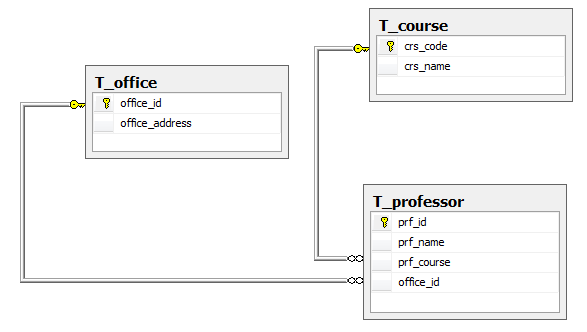 T_course
crs_code
crs_name
T_office
office_id
office_address
T_professor
prf_id
prf_name
prf_course
office_id